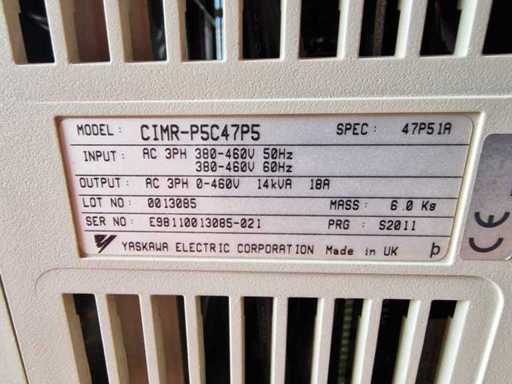 MODEL: CIMR-P5C47P5 SPEC: 47P51A
INPUT: AC 3PH 380-460V 50Hz
380-460V 60Hz
OUTPUT: AC 3PH 0-460V 14kVA 18A
LOT NO: 0013085 MASS: 6.0 Kg
SER NO: E98110013085-021 PRG: S2011
YASKAWA ELECTRIC CORPORATION Made in UK þ
CE